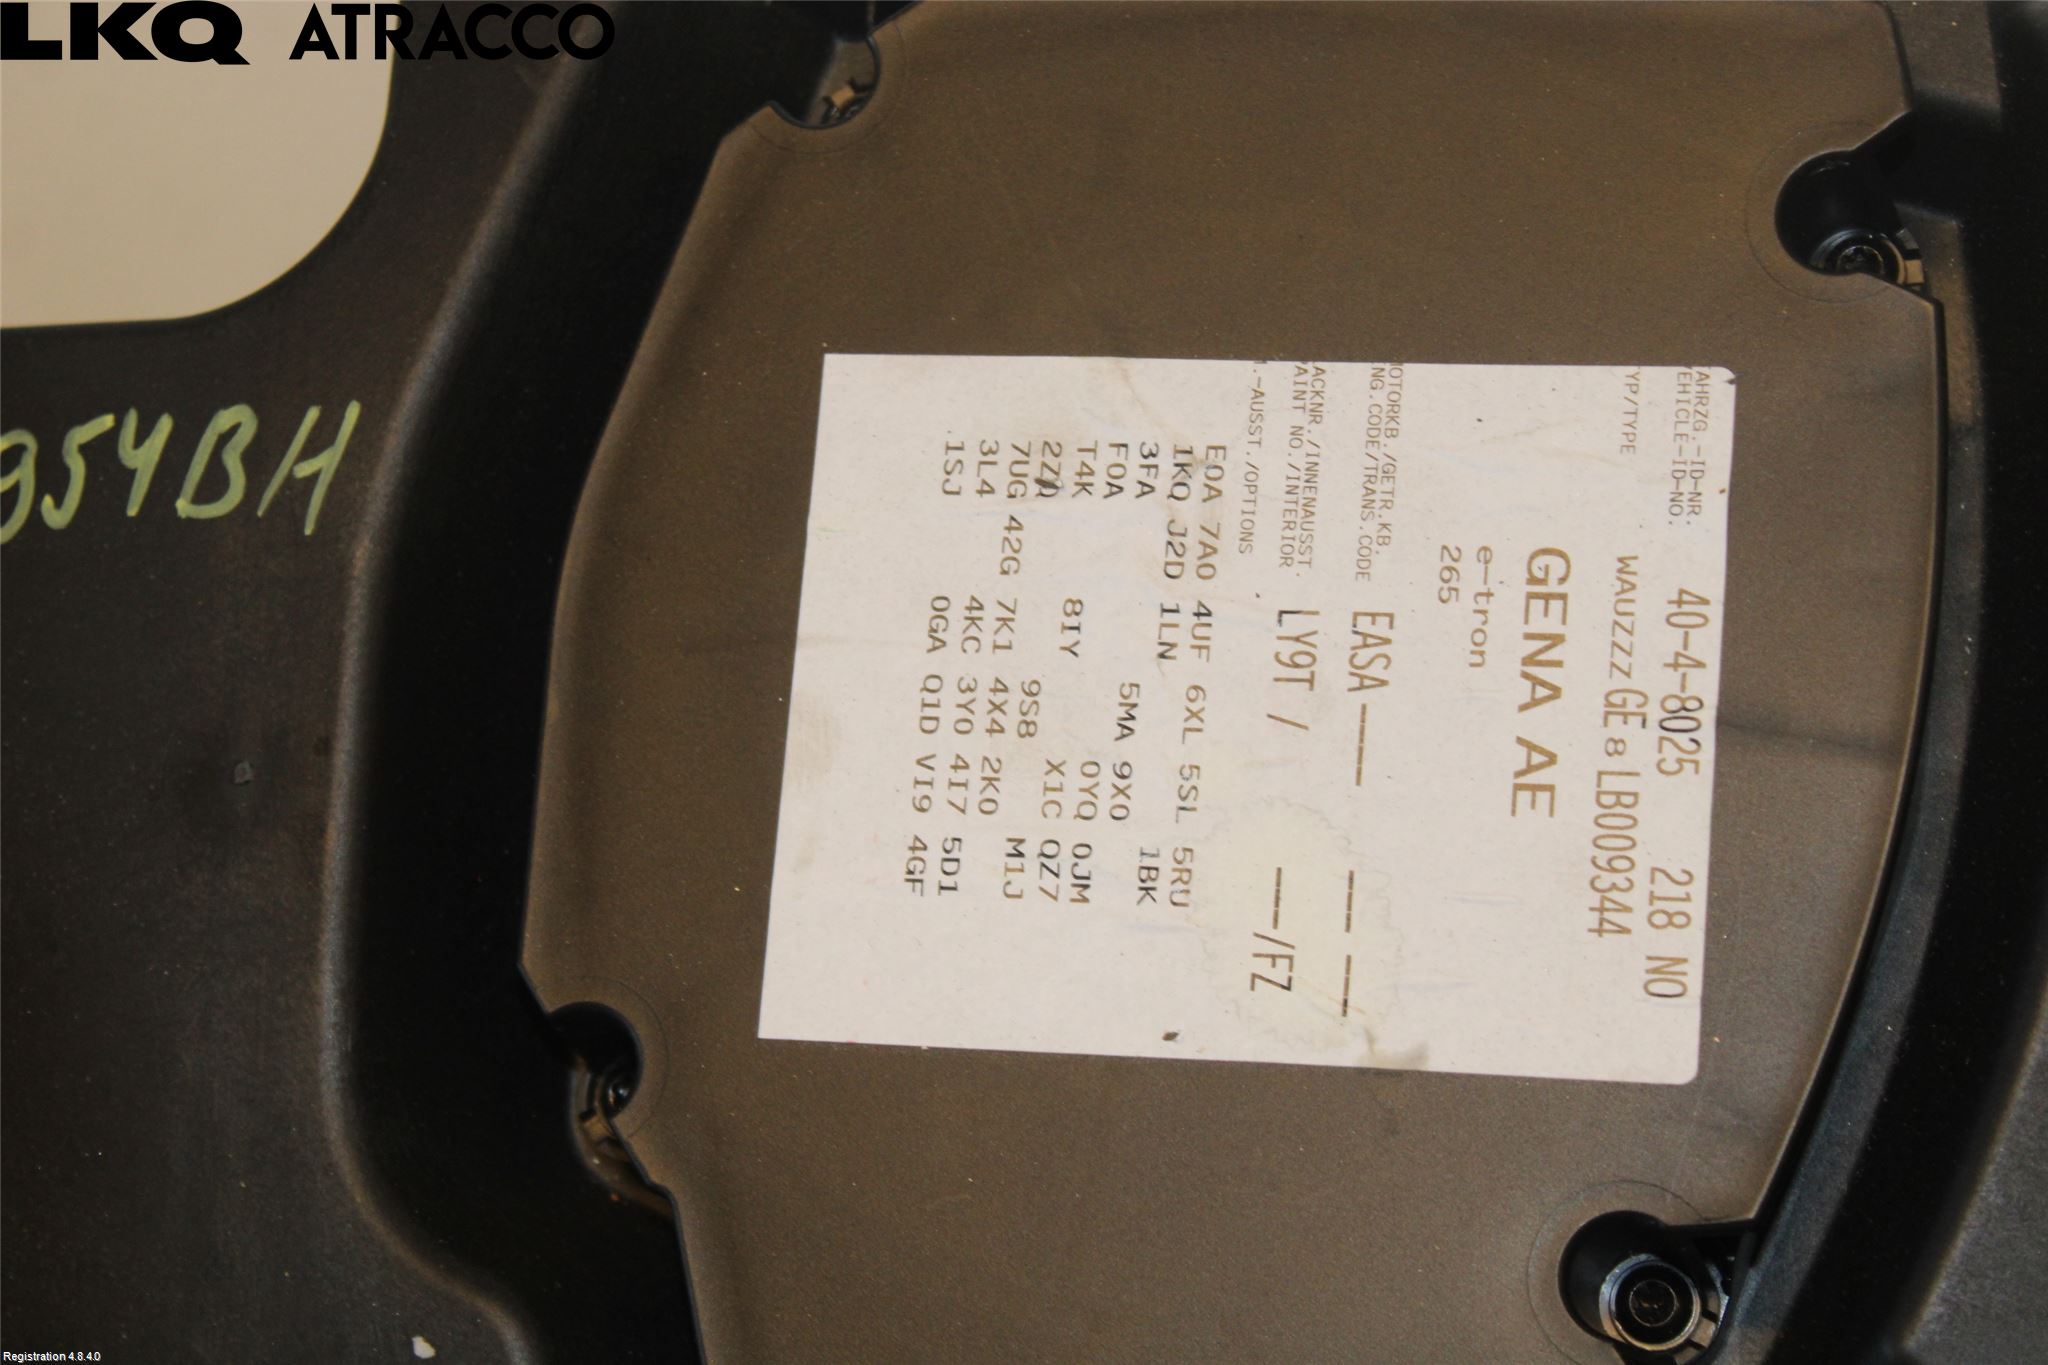 LKQ ATRACCO
954BH
AHRZG.-ID-NR.
EHICLE-ID-NO.
40-4-8025 218 NO
WAUZZZGE8LB009344
YP/TYPE
GENA AE
e-tron
265
OTORKB./GETR.KB.
NG.CODE/TRANS.CODE
EASA---- --- ---
ACKNR./INNENAUSST.
AINT NO./INTERIOR
LY9T / ---/FZ
.-AUSST./OPTIONS
E0A 7A0 4UF 6XL 5SL 5RU
1KQ J2D 1LN 1BK
3FA 5MA 9X0
F0A 0YQ 0JM
T4K 8IY X1C QZ7
2ZQ 9S8 M1J
7UG 42G 7K1 4X4 2K0
3L4 4KC 3Y0 4I7 5D1
1SJ 0GA Q1D VI9 4GF
Registration 4.8.4.0